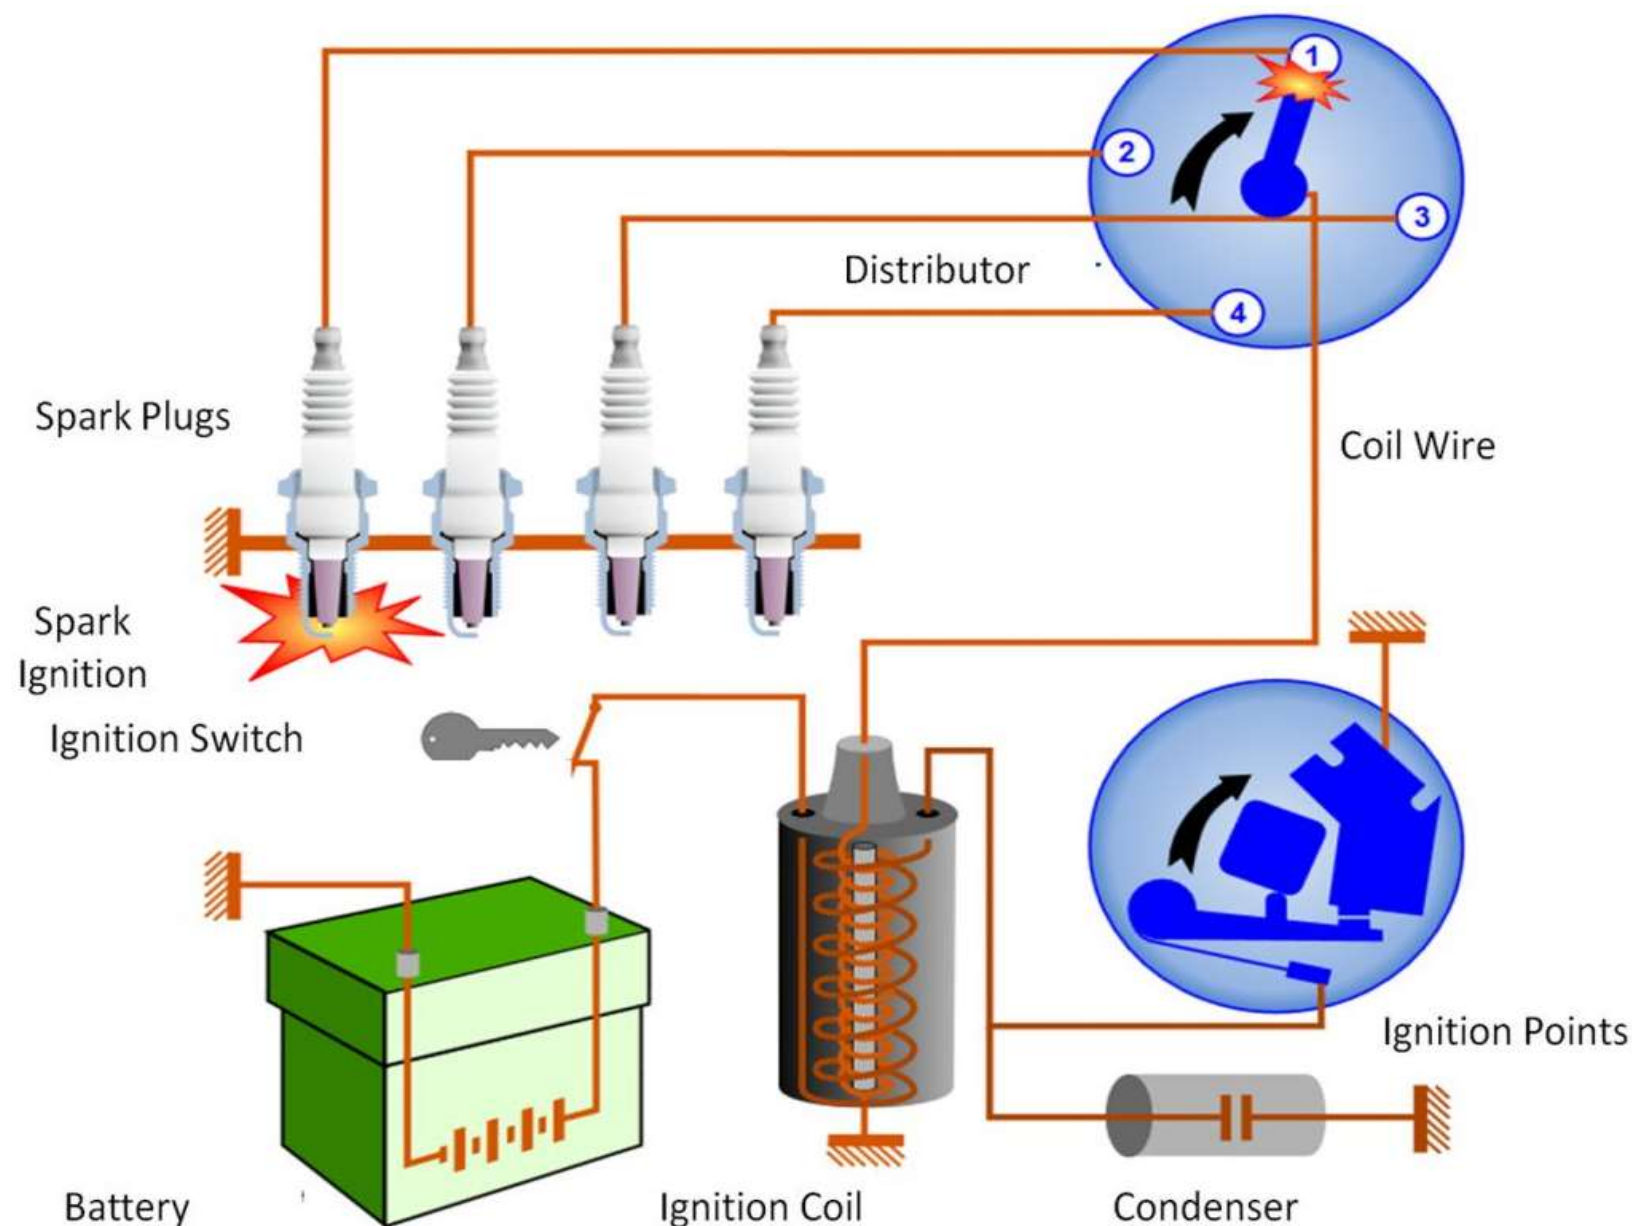 1
2
3
Distributor
4
Spark Plugs
Coil Wire
Spark
Ignition
Ignition Switch
Ignition Points
Battery
Ignition Coil
Condenser